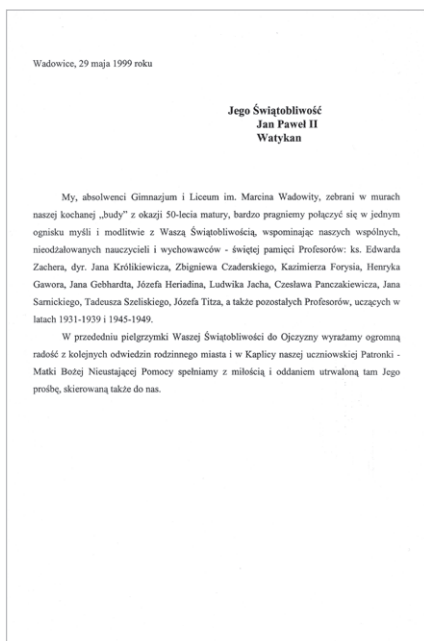 Wadowice, 29 maja 1999 roku
Jego Świątobliwość
Jan Paweł II
Watykan
My, absolwenci Gimnazjum i Liceum im. Marcina Wadowity, zebrani w murach
naszej kochanej „budy” z okazji 50-lecia matury, bardzo pragniemy połączyć się w jednym
ognisku myśli i modlitwie z Waszą Świątobliwością, wspominając naszych wspólnych,
nieodżałowanych nauczycieli i wychowawców - świętej pamięci Profesorów: ks. Edwarda
Zachera, dyr. Jana Królikiewicza, Zbigniewa Czaderskiego, Kazimierza Forysia, Henryka
Gawora, Jana Gebhardta, Józefa Heriadina, Ludwika Jacha, Czesława Panczakiewicza, Jana
Sarnickiego, Tadeusza Szeliskiego, Józefa Titza, a także pozostałych Profesorów, uczących w
latach 1931-1939 i 1945-1949.
W przededniu pielgrzymki Waszej Świątobliwości do Ojczyzny wyrażamy ogromną
radość z kolejnych odwiedzin rodzinnego miasta i w Kaplicy naszej uczniowskiej Patronki -
Matki Bożej Nieustającej Pomocy spełniamy z miłością i oddaniem utrwaloną tam Jego
prośbę, skierowaną także do nas.